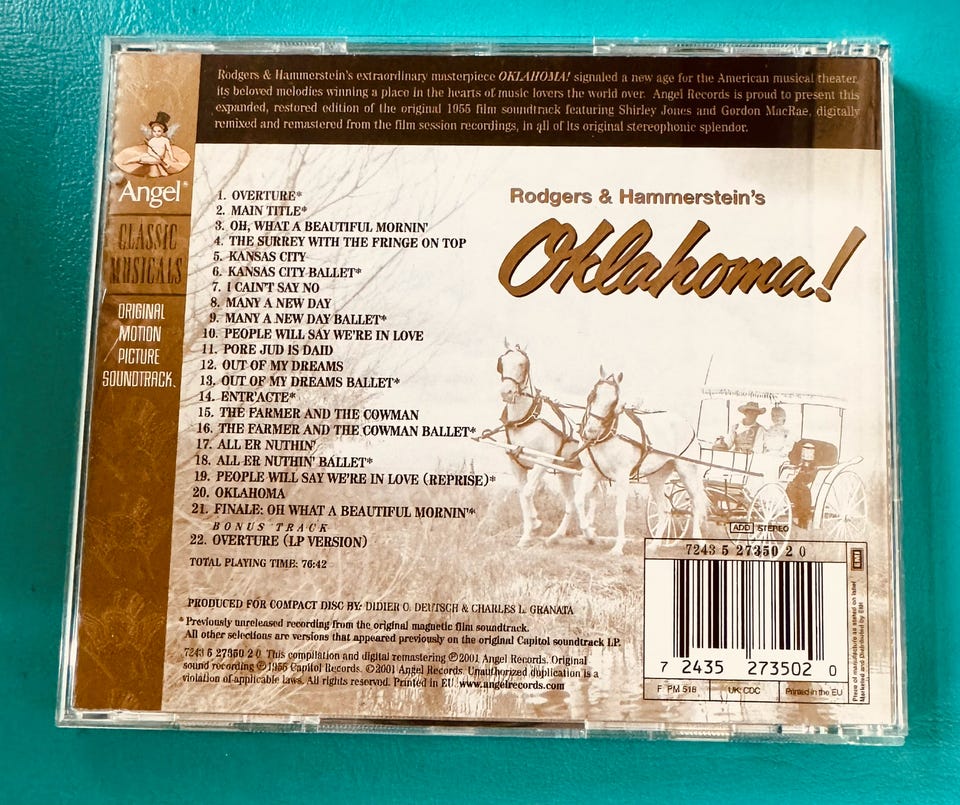 Rodgers & Hammerstein's extraordinary masterpiece OKLAHOMA! signaled a new age for the American musical theater,
its beloved melodies winning a place in the hearts of music lovers the world over. Angel Records is proud to present this
expanded, restored edition of the original 1955 film soundtrack featuring Shirley Jones and Gordon MacRae, digitally
remixed and remastered from the film session recordings, in all of its original stereophonic splendor.
Angel®
CLASSIC
MUSICALS
ORIGINAL
MOTION
PICTURE
SOUNDTRACK.
1. OVERTURE*
2. MAIN TITLE*
3. OH, WHAT A BEAUTIFUL MORNIN'
4. THE SURREY WITH THE FRINGE ON TOP
5. KANSAS CITY
6. KANSAS CITY BALLET*
7. I CAIN'T SAY NO
8. MANY A NEW DAY
9. MANY A NEW DAY BALLET*
10. PEOPLE WILL SAY WE'RE IN LOVE
11. PORE JUD IS DAID
12. OUT OF MY DREAMS
13. OUT OF MY DREAMS BALLET*
14. ENTR'ACTE*
15. THE FARMER AND THE COWMAN
16. THE FARMER AND THE COWMAN BALLET*
17. ALL ER NUTHIN'
18. ALL ER NUTHIN' BALLET*
19. PEOPLE WILL SAY WE'RE IN LOVE (REPRISE)*
20. OKLAHOMA
21. FINALE: OH WHAT A BEAUTIFUL MORNIN'*
BONUS TRACK
22. OVERTURE (LP VERSION)
TOTAL PLAYING TIME: 76:42
Rodgers & Hammerstein's
Oklahoma!
PRODUCED FOR COMPACT DISC BY: DIDIER C. DEUTSCH & CHARLES L. GRANATA
* Previously unreleased recording from the original magnetic film soundtrack.
All other selections are versions that appeared previously on the original Capitol soundtrack LP.
7243 5 27350 2 0 This compilation and digital remastering ℗2001 Angel Records. Original
sound recording ℗1955 Capitol Records. ©2001 Angel Records. Unauthorized duplication is a
violation of applicable laws. All rights reserved. Printed in EU. www.angelrecords.com
ADD STEREO
7243 5 27350 2 0
7 2435 273502 0
F: PM 518
UK: CDC
Printed in the EU
EMI
Place of manufacture as stated on label
Marketed and Distributed by EMI